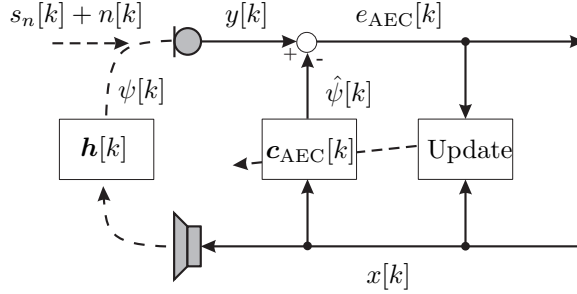 s_n[k] + n[k]
y[k]
e_AEC[k]
+
-
ψ[k]
ψ̂[k]
h[k]
c_AEC[k]
Update
x[k]